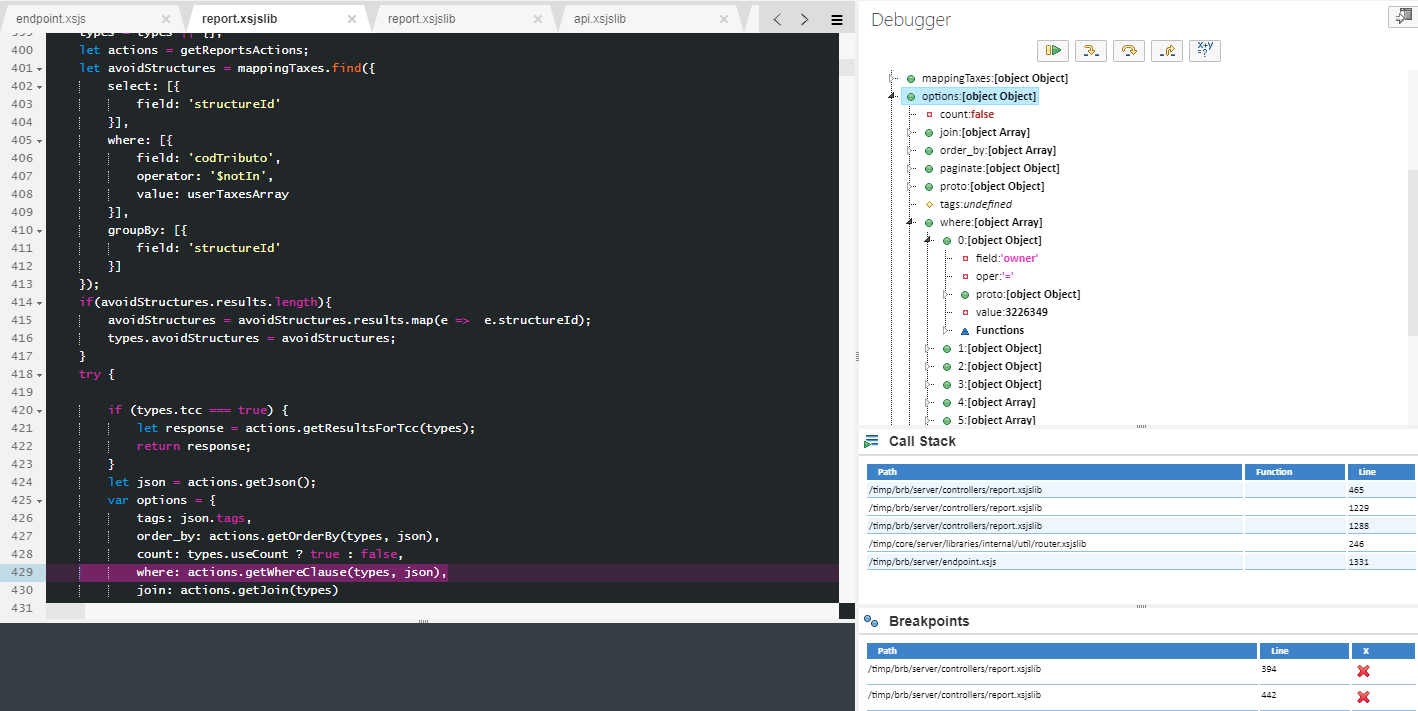 endpoint.xsjs
report.xsjslib
report.xsjslib
api.xsjslib
400 let actions = getReportsActions;
401 let avoidStructures = mappingTaxes.find({
402 select: [{
403 field: 'structureId'
404 }],
405 where: [{
406 field: 'codTributo',
407 operator: '$notIn',
408 value: userTaxesArray
409 }],
410 groupBy: [{
411 field: 'structureId'
412 }]
413 });
414 if(avoidStructures.results.length){
415 avoidStructures = avoidStructures.results.map(e => e.structureId);
416 types.avoidStructures = avoidStructures;
417 }
418 try {
419
420 if (types.tcc === true) {
421 let response = actions.getResultsForTcc(types);
422 return response;
423 }
424 let json = actions.getJson();
425 var options = {
426 tags: json.tags,
427 order_by: actions.getOrderBy(types, json),
428 count: types.useCount ? true : false,
429 where: actions.getWhereClause(types, json),
430 join: actions.getJoin(types)
431
Debugger
X+Y
=?
mappingTaxes:[object Object]
options:[object Object]
count:false
join:[object Array]
order_by:[object Array]
paginate:[object Object]
proto:[object Object]
tags:undefined
where:[object Array]
0:[object Object]
field:'owner'
oper:'='
proto:[object Object]
value:3226349
Functions
1:[object Object]
2:[object Object]
3:[object Object]
4:[object Array]
5:[object Array]
Call Stack
Path Function Line
/timp/brb/server/controllers/report.xsjslib 465
/timp/brb/server/controllers/report.xsjslib 1229
/timp/brb/server/controllers/report.xsjslib 1288
/timp/core/server/libraries/internal/util/router.xsjslib 246
/timp/brb/server/endpoint.xsjs 1331
Breakpoints
Path Line X
/timp/brb/server/controllers/report.xsjslib 394
/timp/brb/server/controllers/report.xsjslib 442